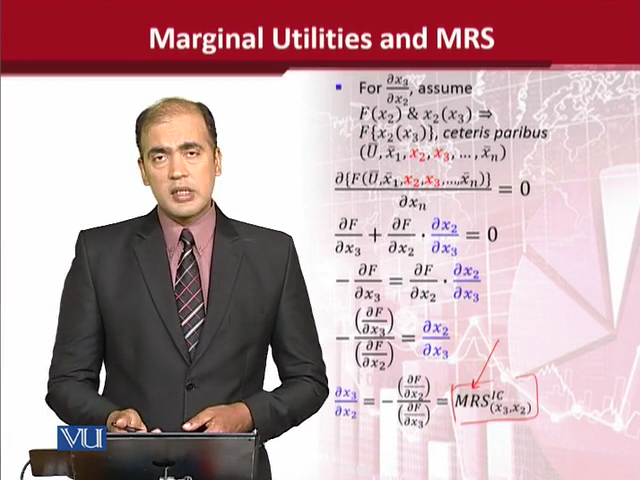 Marginal Utilities and MRS
▪ For ∂x₃/∂x₂, assume
F(x₂) & x₂(x₃) ⇒
F{x₂(x₃)}, ceteris paribus
(Ū, x̄₁, x₂, x₃, …, x̄ₙ)
∂{F(Ū,x̄₁,x₂,x₃,…,x̄ₙ)}/∂xₙ = 0
∂F/∂x₃ + ∂F/∂x₂ · ∂x₂/∂x₃ = 0
−∂F/∂x₃ = ∂F/∂x₂ · ∂x₂/∂x₃
−(∂F/∂x₃)/(∂F/∂x₂) = ∂x₂/∂x₃
∂x₃/∂x₂ = −(∂F/∂x₂)/(∂F/∂x₃) = MRS^IC_(x₃,x₂)
VU